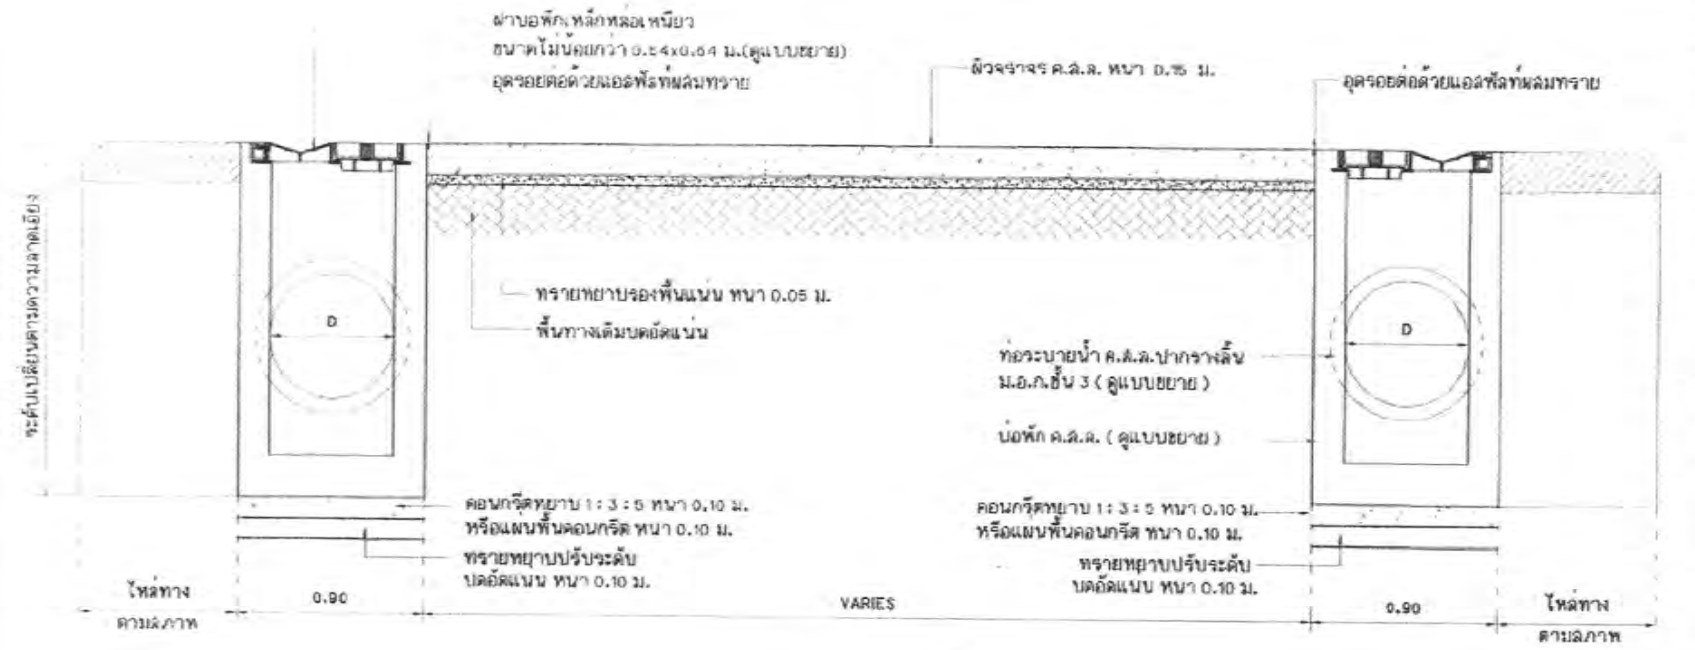 ฝาบ่อพักเหล็กหล่อเหนียว
ขนาดไม่น้อยกว่า 0.64x0.64 ม.(ดูแบบขยาย)
อุดรอยต่อด้วยแอสฟัลท์ผสมทราย
ผิวจราจร ค.ส.ล. หนา 0.15 ม.
อุดรอยต่อด้วยแอสฟัลท์ผสมทราย
ระดับเปลี่ยนตามความลาดเอียง
ทรายหยาบรองพื้นแน่น หนา 0.05 ม.
พื้นทางเดิมบดอัดแน่น
D
D
ท่อระบายน้ำ ค.ส.ล.ปากรางลิ้น
ม.อ.ก.ชั้น 3 ( ดูแบบขยาย )
บ่อพัก ค.ส.ล. ( ดูแบบขยาย )
คอนกรีตหยาบ 1 : 3 : 5 หนา 0.10 ม.
หรือแผ่นพื้นคอนกรีต หนา 0.10 ม.
ทรายหยาบปรับระดับ
บดอัดแน่น หนา 0.10 ม.
คอนกรีตหยาบ 1 : 3 : 5 หนา 0.10 ม.
หรือแผ่นพื้นคอนกรีต หนา 0.10 ม.
ทรายหยาบปรับระดับ
บดอัดแน่น หนา 0.10 ม.
ไหล่ทาง
ตามสภาพ
0.90
VARIES
0.90
ไหล่ทาง
ตามสภาพ